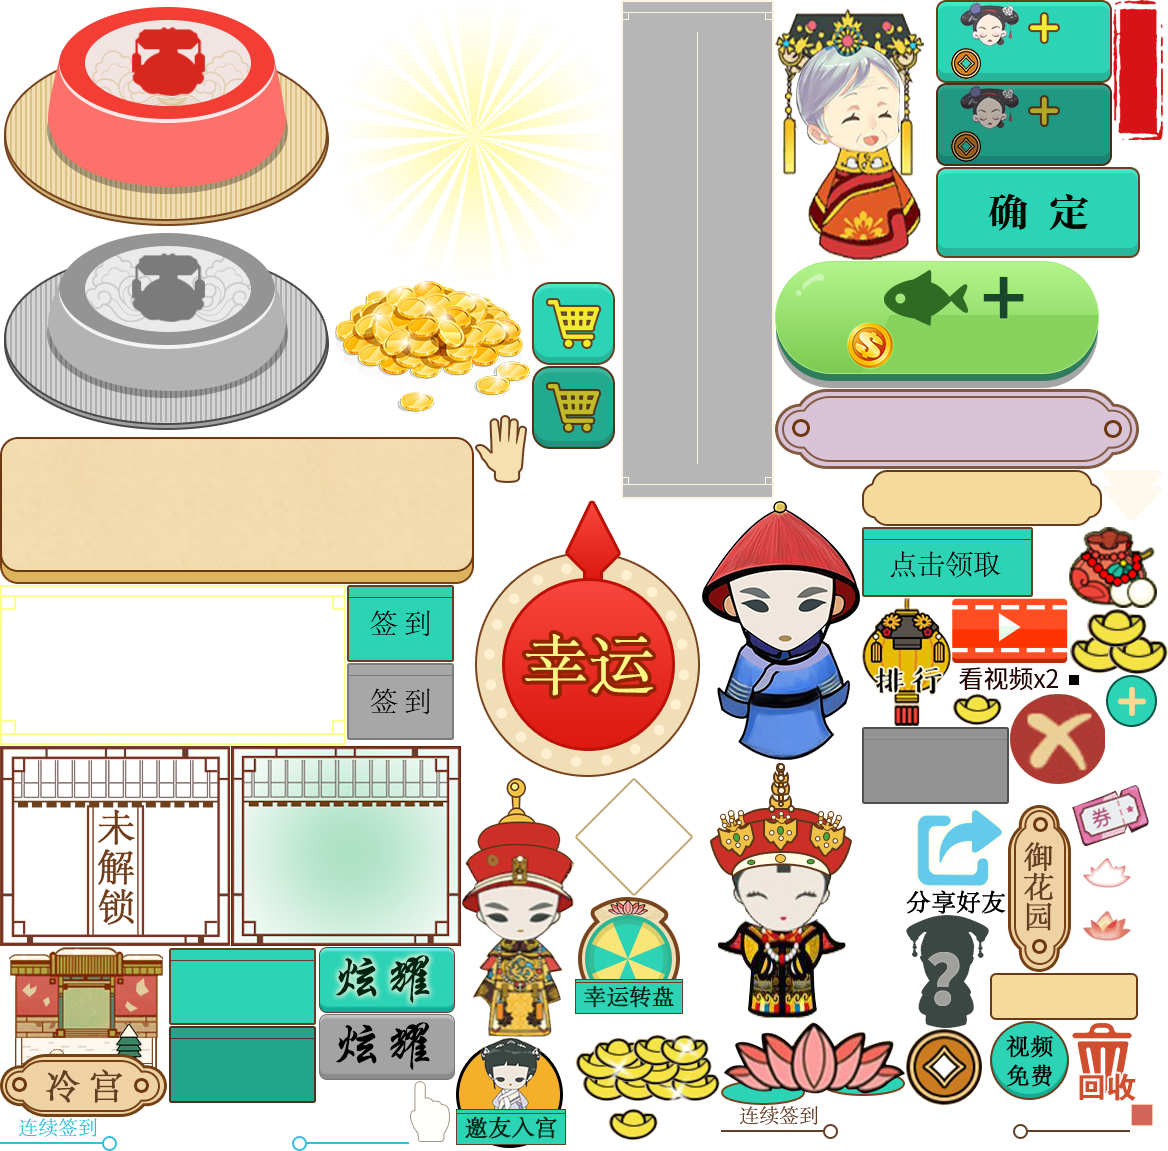 确 定
点击领取
签 到
幸运
签 到
排 行
看视频x2
未
解
锁
券
御
花
园
分享好友
炫 耀
幸运转盘
炫 耀
视频
免费
冷 宫
回收
连续签到
邀友入宫
连续签到